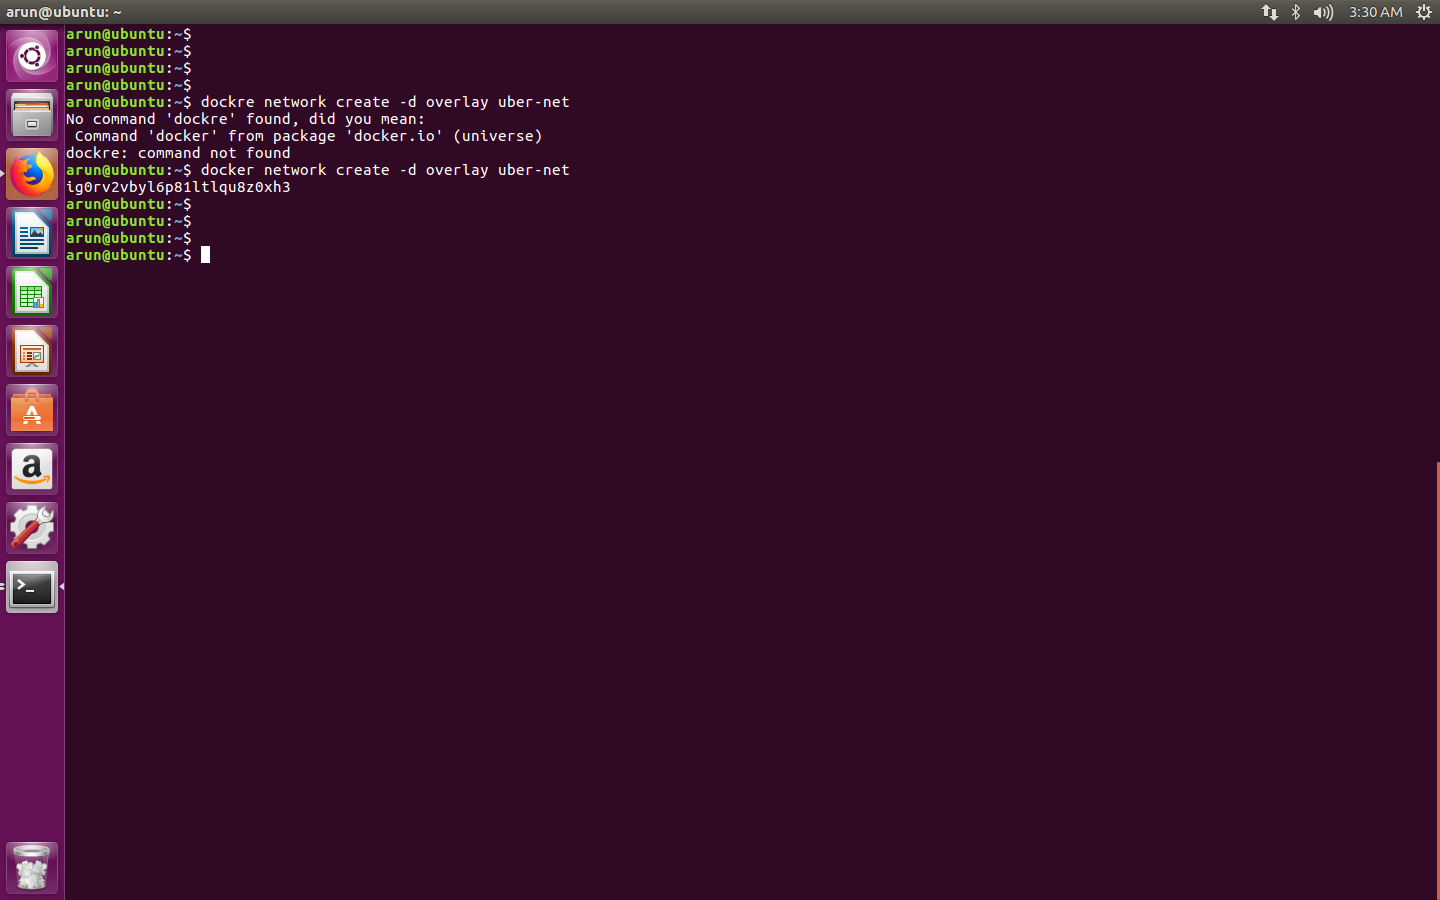 arun@ubuntu: ~
3:30 AM
arun@ubuntu:~$
arun@ubuntu:~$
arun@ubuntu:~$
arun@ubuntu:~$
arun@ubuntu:~$ dockre network create -d overlay uber-net
No command 'dockre' found, did you mean:
 Command 'docker' from package 'docker.io' (universe)
dockre: command not found
arun@ubuntu:~$ docker network create -d overlay uber-net
ig0rv2vbyl6p81ltlqu8z0xh3
arun@ubuntu:~$
arun@ubuntu:~$
arun@ubuntu:~$
arun@ubuntu:~$